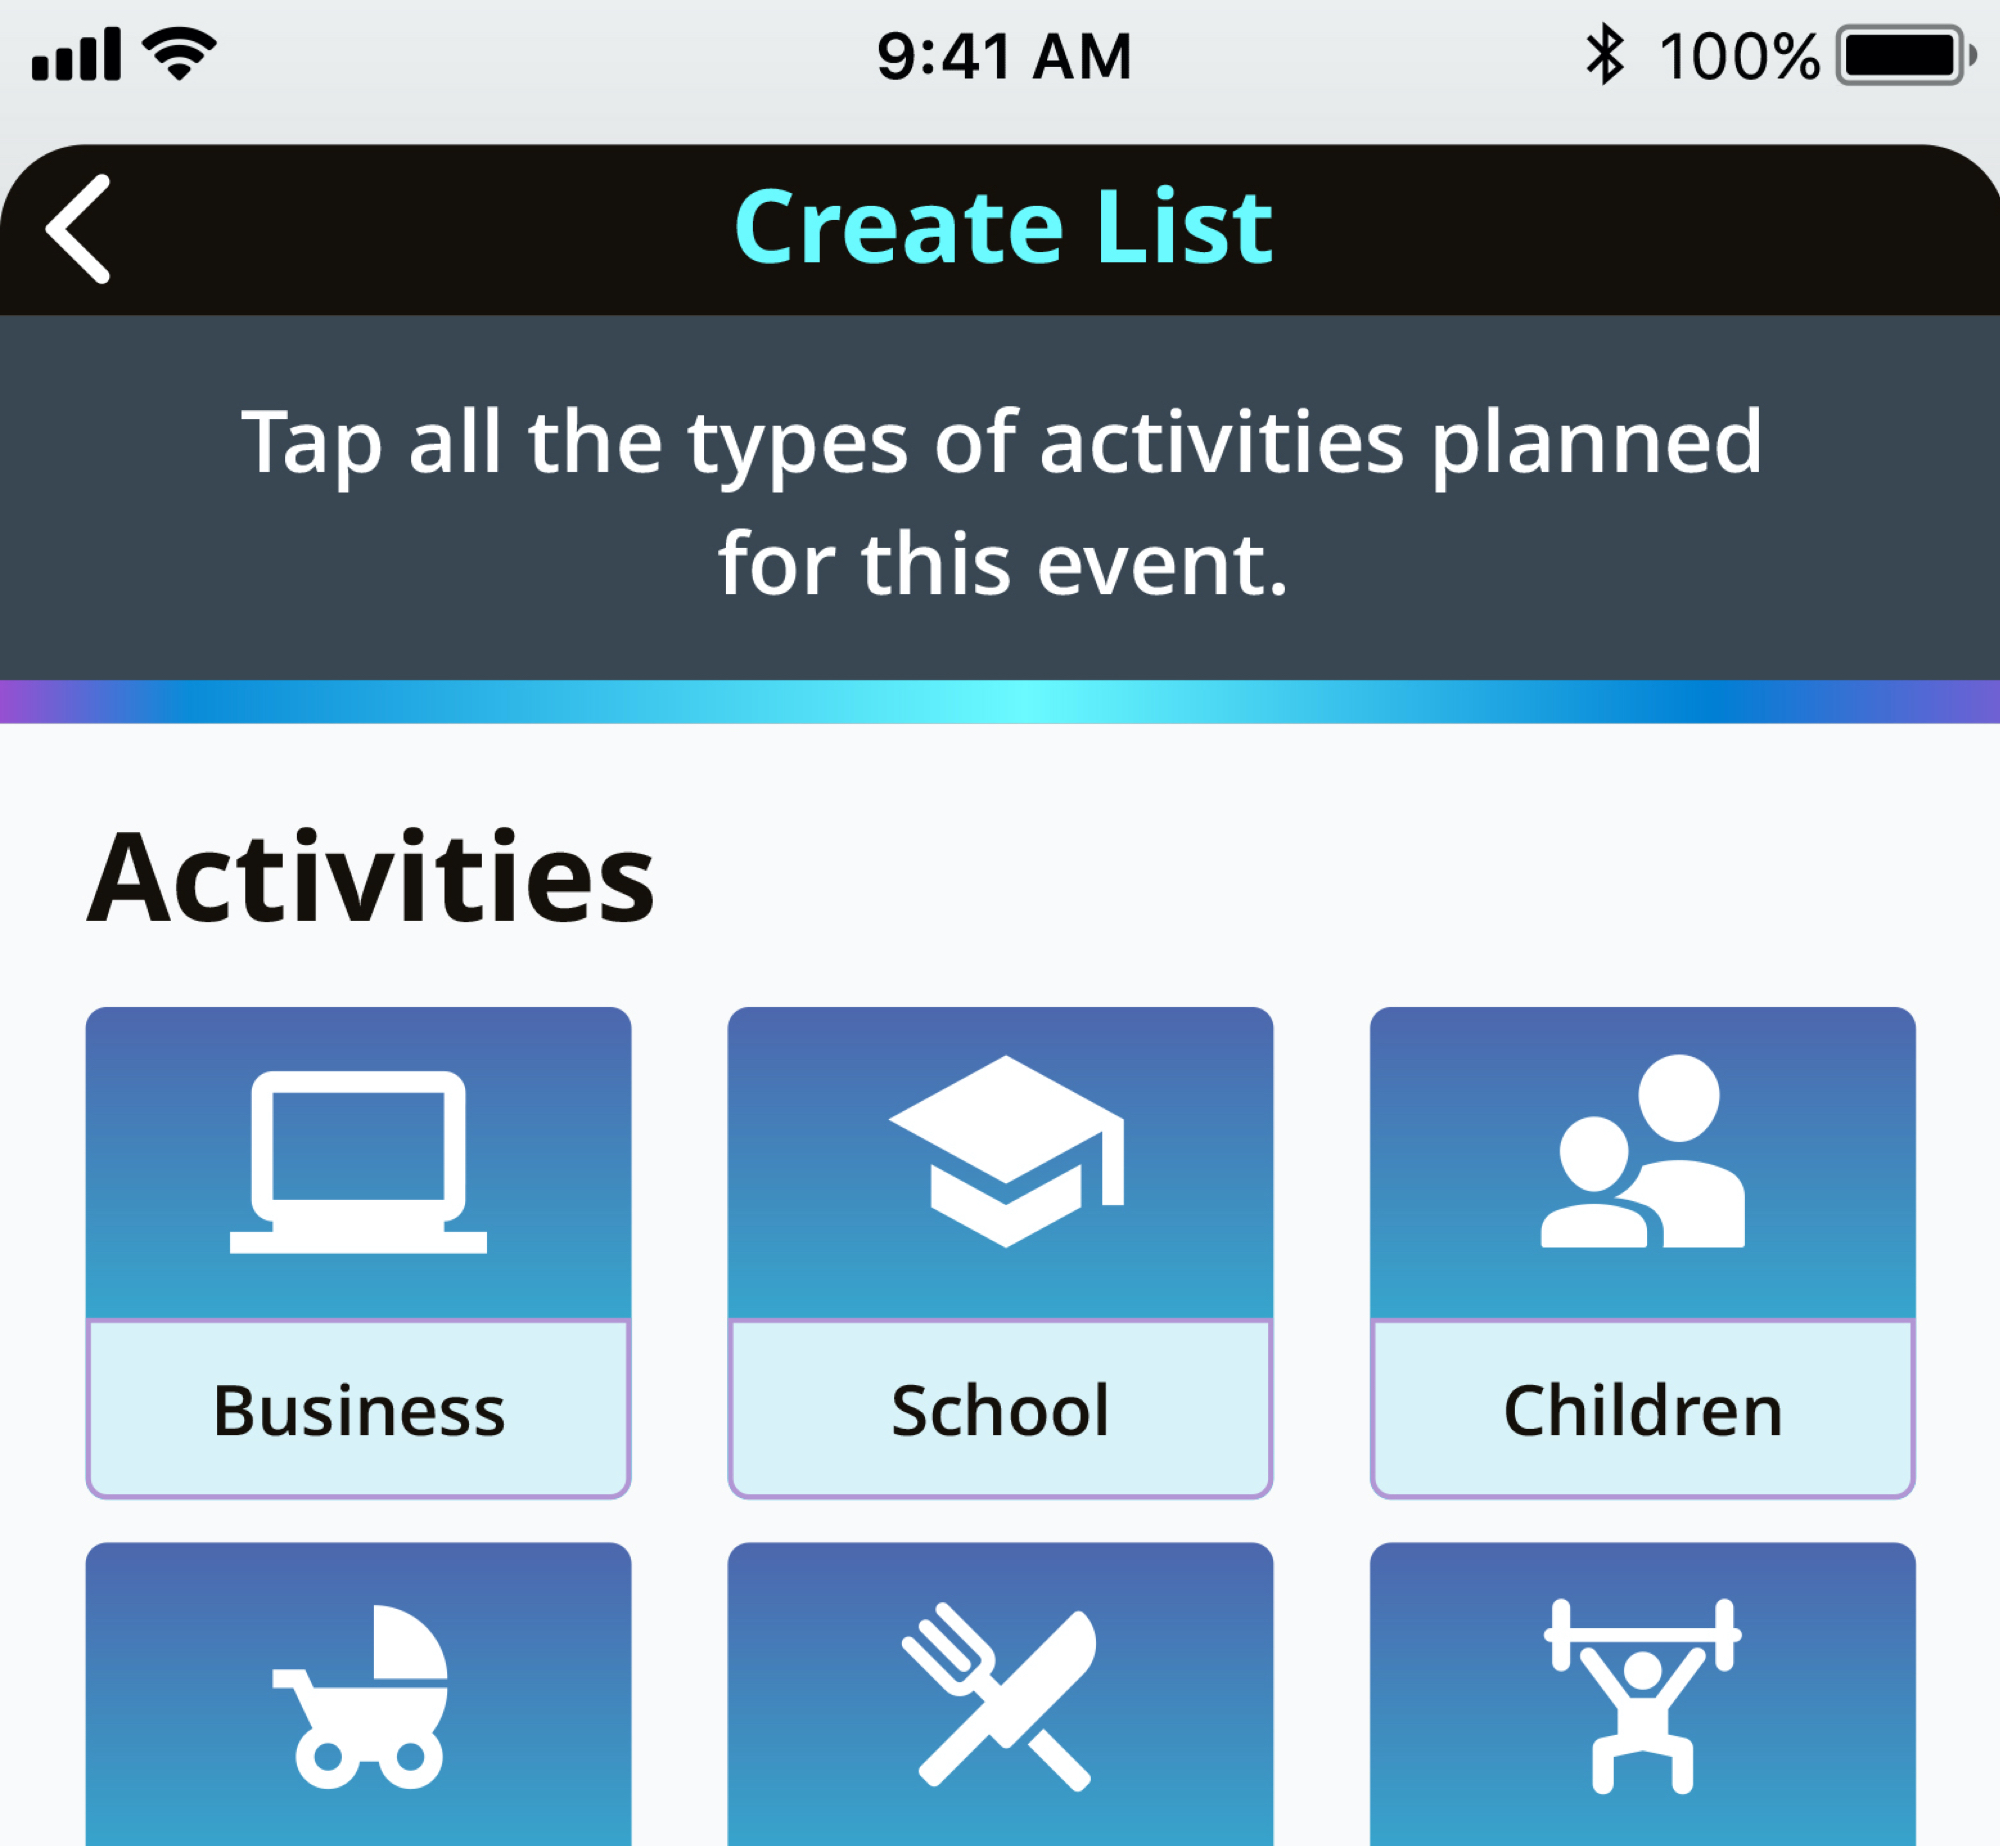 9:41 AM
100%
Create List
Tap all the types of activities planned
for this event.
Activities
Business
School
Children